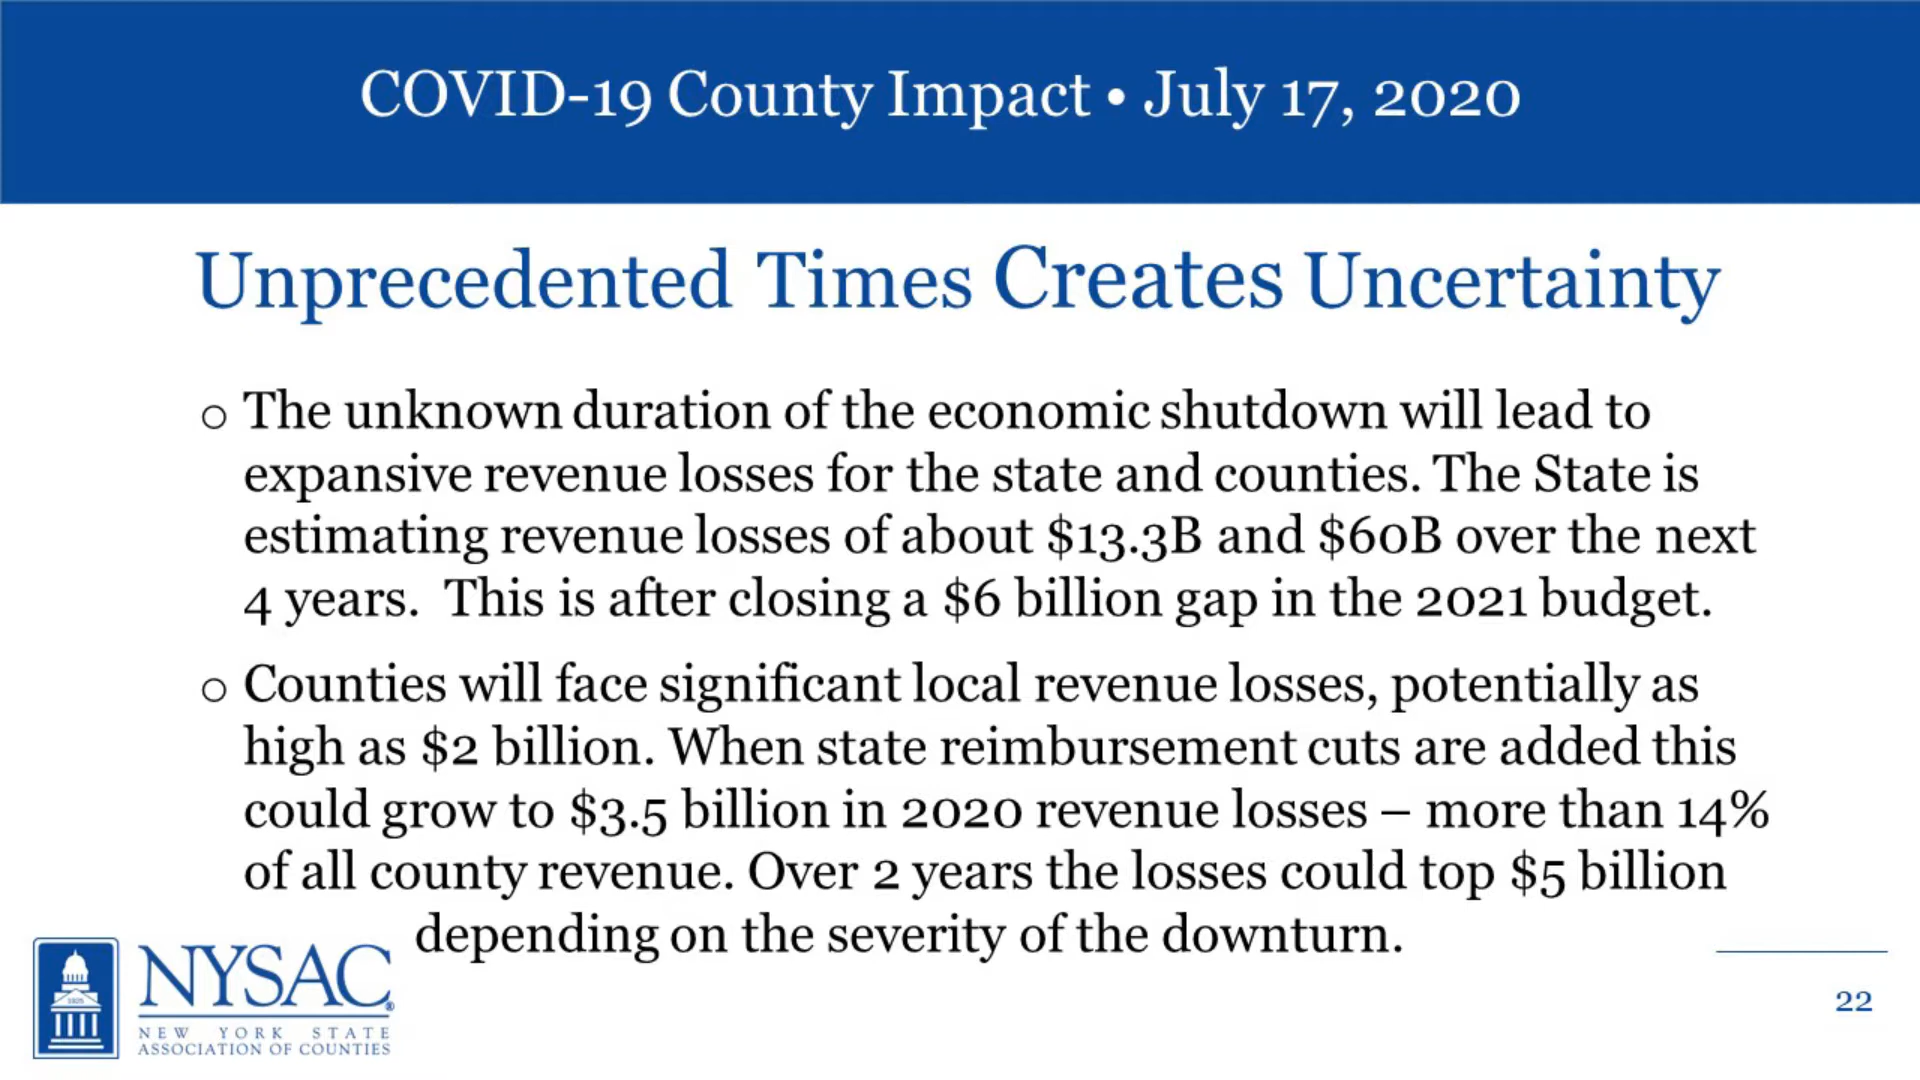 COVID-19 County Impact • July 17, 2020
Unprecedented Times Creates Uncertainty
o The unknown duration of the economic shutdown will lead to
expansive revenue losses for the state and counties. The State is
estimating revenue losses of about $13.3B and $60B over the next
4 years. This is after closing a $6 billion gap in the 2021 budget.
o Counties will face significant local revenue losses, potentially as
high as $2 billion. When state reimbursement cuts are added this
could grow to $3.5 billion in 2020 revenue losses – more than 14%
of all county revenue. Over 2 years the losses could top $5 billion
depending on the severity of the downturn.
1925
NYSAC®
NEW YORK STATE
ASSOCIATION OF COUNTIES
22